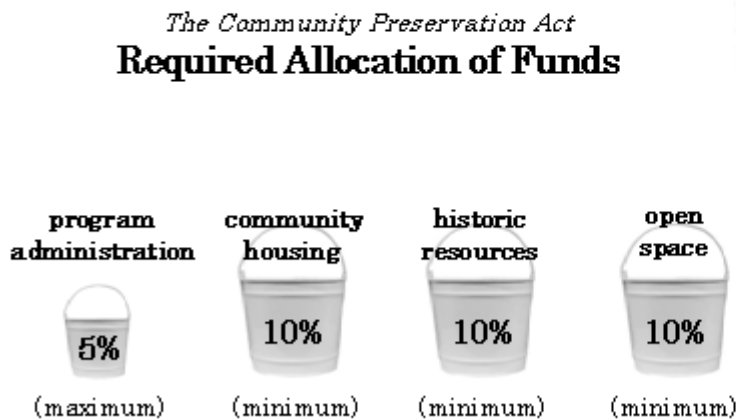 The Community Preservation Act
Required Allocation of Funds
program
administration
5%
(maximum)
community
housing
10%
(minimum)
historic
resources
10%
(minimum)
open
space
10%
(minimum)